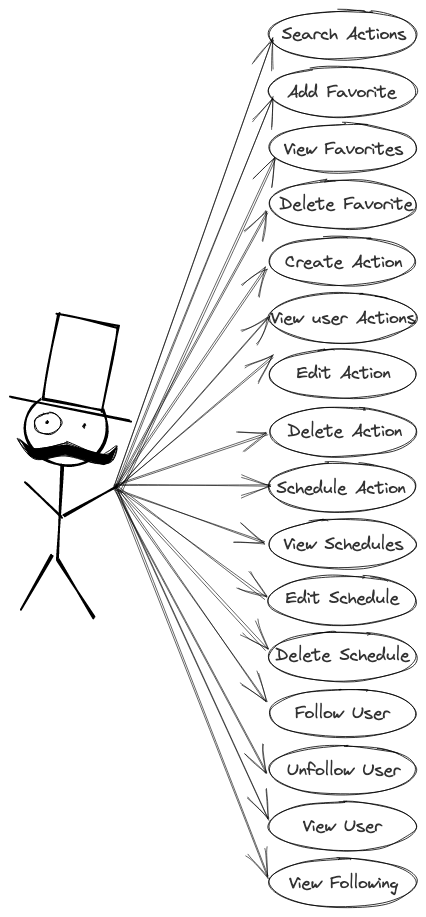 Search Actions
Add Favorite
View Favorites
Delete Favorite
Create Action
View user Actions
Edit Action
Delete Action
Schedule Action
View Schedules
Edit Schedule
Delete Schedule
Follow User
Unfollow User
View User
View Following